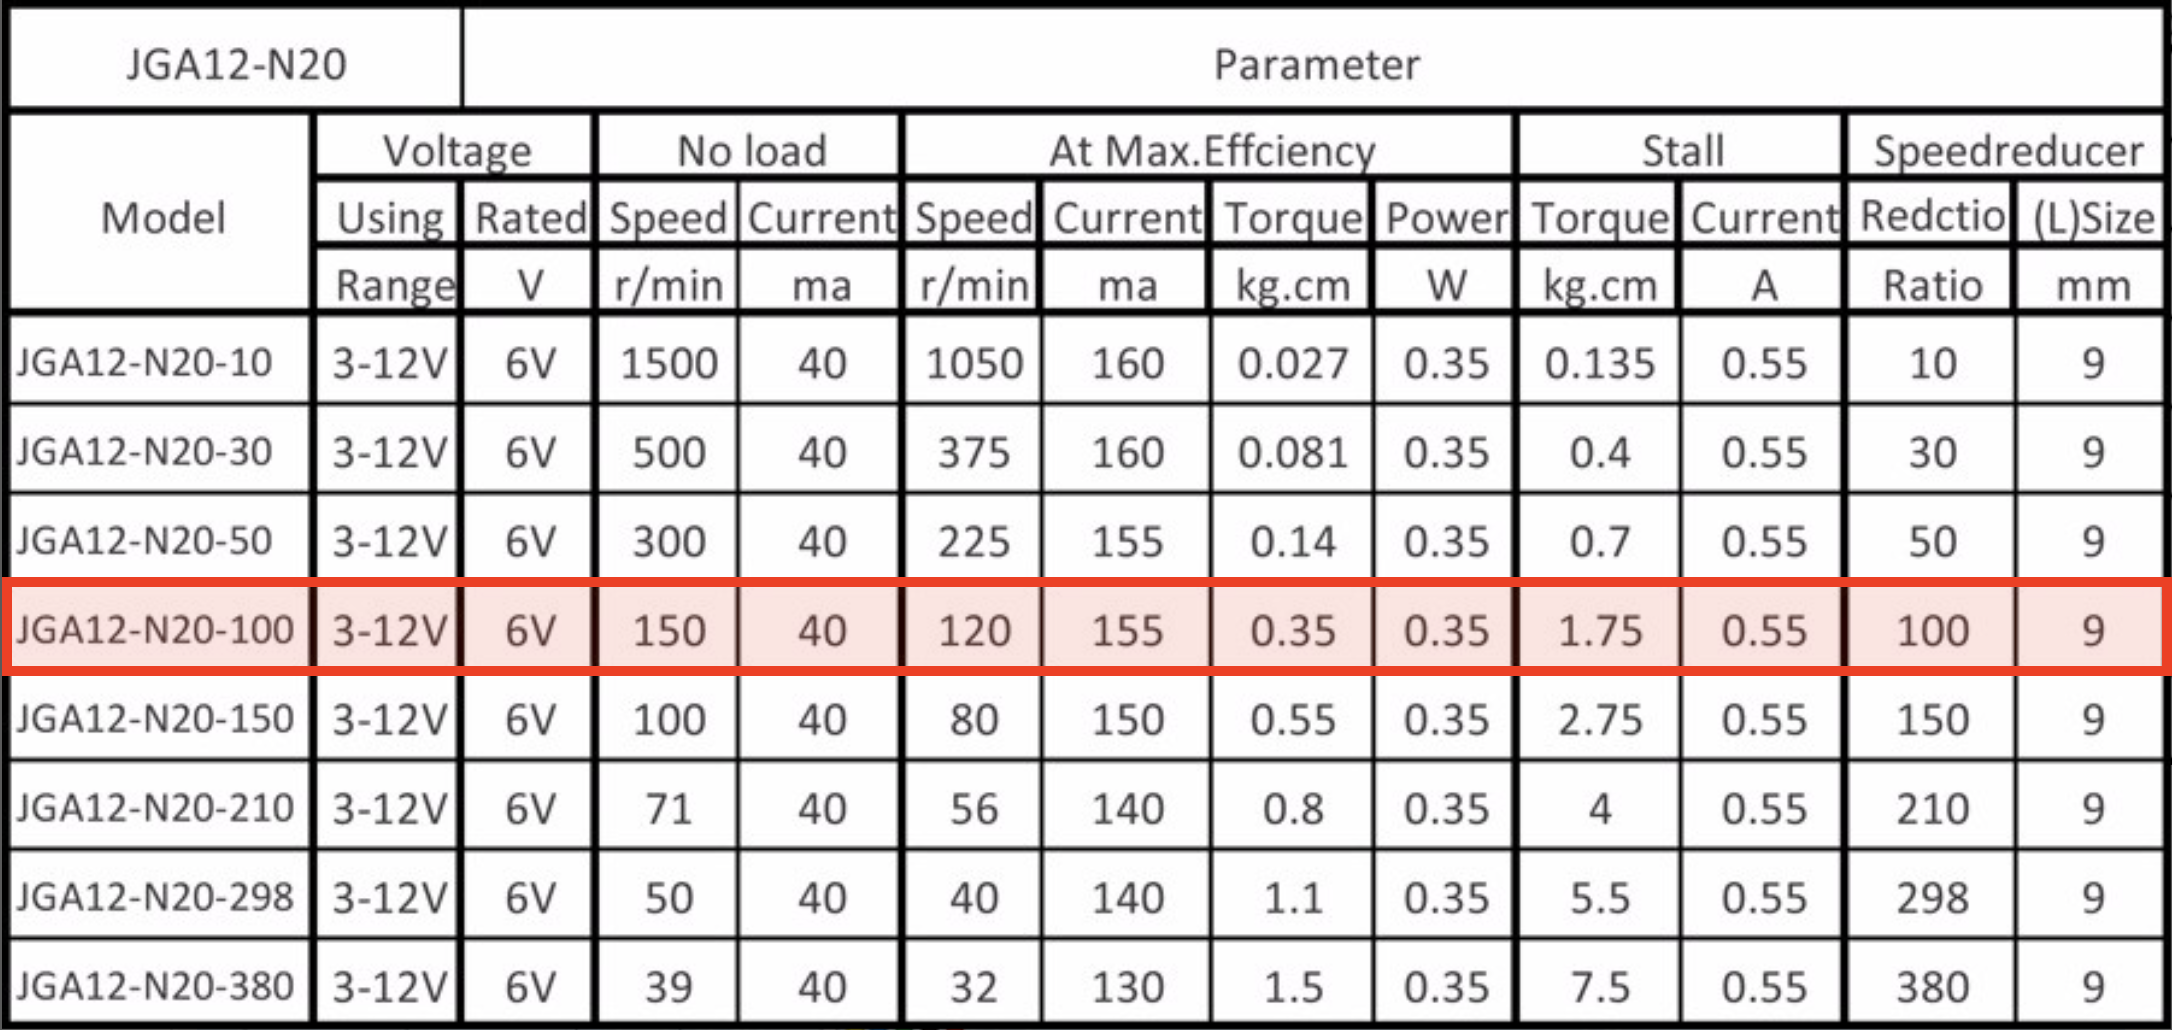 JGA12-N20 Parameter
Model Voltage No load At Max.Effciency Stall Speedreducer
Using Rated Speed Current Speed Current Torque Power Torque Current Redctio (L)Size
Range V r/min ma r/min ma kg.cm W kg.cm A Ratio mm
JGA12-N20-10 3-12V 6V 1500 40 1050 160 0.027 0.35 0.135 0.55 10 9
JGA12-N20-30 3-12V 6V 500 40 375 160 0.081 0.35 0.4 0.55 30 9
JGA12-N20-50 3-12V 6V 300 40 225 155 0.14 0.35 0.7 0.55 50 9
JGA12-N20-100 3-12V 6V 150 40 120 155 0.35 0.35 1.75 0.55 100 9
JGA12-N20-150 3-12V 6V 100 40 80 150 0.55 0.35 2.75 0.55 150 9
JGA12-N20-210 3-12V 6V 71 40 56 140 0.8 0.35 4 0.55 210 9
JGA12-N20-298 3-12V 6V 50 40 40 140 1.1 0.35 5.5 0.55 298 9
JGA12-N20-380 3-12V 6V 39 40 32 130 1.5 0.35 7.5 0.55 380 9